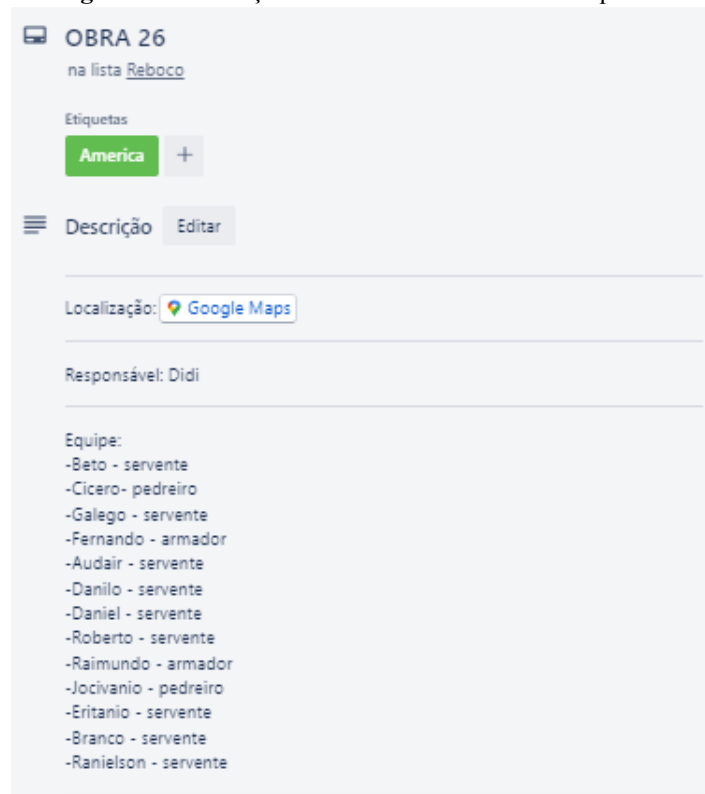 OBRA 26
na lista Reboco
Etiquetas
America +
Descrição Editar
Localização: Google Maps
Responsável: Didi
Equipe:
-Beto - servente
-Cicero- pedreiro
-Galego - servente
-Fernando - armador
-Audair - servente
-Danilo - servente
-Daniel - servente
-Roberto - servente
-Raimundo - armador
-Jocivanio - pedreiro
-Eritanio - servente
-Branco - servente
-Ranielson - servente